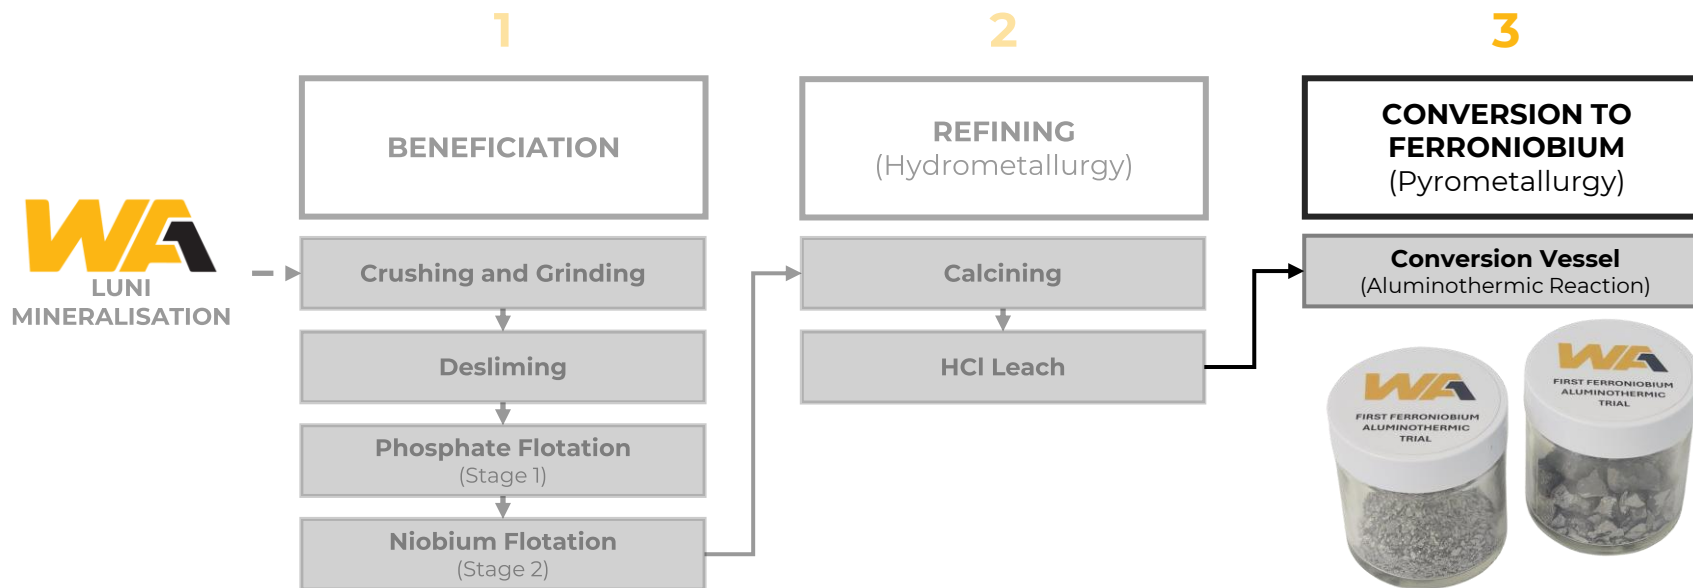 1
2
3
BENEFICIATION
REFINING
(Hydrometallurgy)
CONVERSION TO
FERRONIOBIUM
(Pyrometallurgy)
WA
LUNI
MINERALISATION
Crushing and Grinding
Desliming
Phosphate Flotation
(Stage 1)
Niobium Flotation
(Stage 2)
Calcining
HCl Leach
Conversion Vessel
(Aluminothermic Reaction)
WA
FIRST FERRONIOBIUM
ALUMINOTHERMIC
TRIAL
WA
FIRST FERRONIOBIUM
ALUMINOTHERMIC
TRIAL